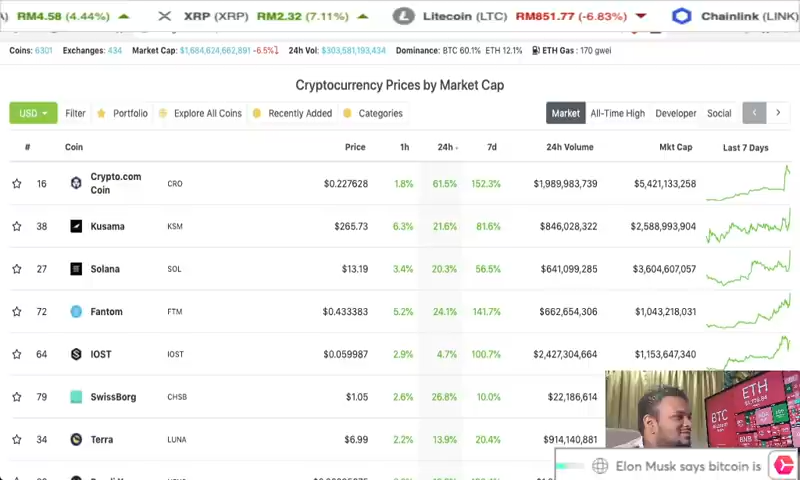 RM4.58 (4.44%) XRP (XRP) RM2.32 (7.11%) Litecoin (LTC) RM851.77 (-6.83%) Chainlink (LINK)
Coins: 6301 Exchanges: 434 Market Cap: $1,684,624,662,891 -6.5% 24h Vol: $303,581,193,434 Dominance: BTC 60.1% ETH 12.1% ETH Gas: 170 gwei
Cryptocurrency Prices by Market Cap
USD Filter Portfolio Explore All Coins Recently Added Categories Market All-Time High Developer Social
# Coin Price 1h 24h 7d 24h Volume Mkt Cap Last 7 Days
16 Crypto.com Coin CRO $0.227628 1.8% 61.5% 152.3% $1,989,983,739 $5,421,133,258
38 Kusama KSM $265.73 6.3% 21.6% 81.6% $846,028,322 $2,588,993,904
27 Solana SOL $13.19 3.4% 20.3% 56.5% $641,099,285 $3,604,607,057
72 Fantom FTM $0.433383 5.2% 24.1% 141.7% $662,654,306 $1,043,218,031
64 IOST IOST $0.059987 2.9% 4.7% 100.7% $2,427,304,664 $1,153,647,340
79 SwissBorg CHSB $1.05 2.6% 26.8% 10.0% $22,186,614
34 Terra LUNA $6.99 2.2% 13.9% 20.4% $914,140,881
BTC ETH
BNB
Elon Musk says bitcoin is